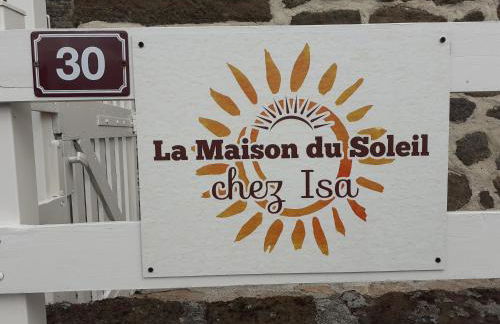 30
La Maison du Soleil
chez Isa